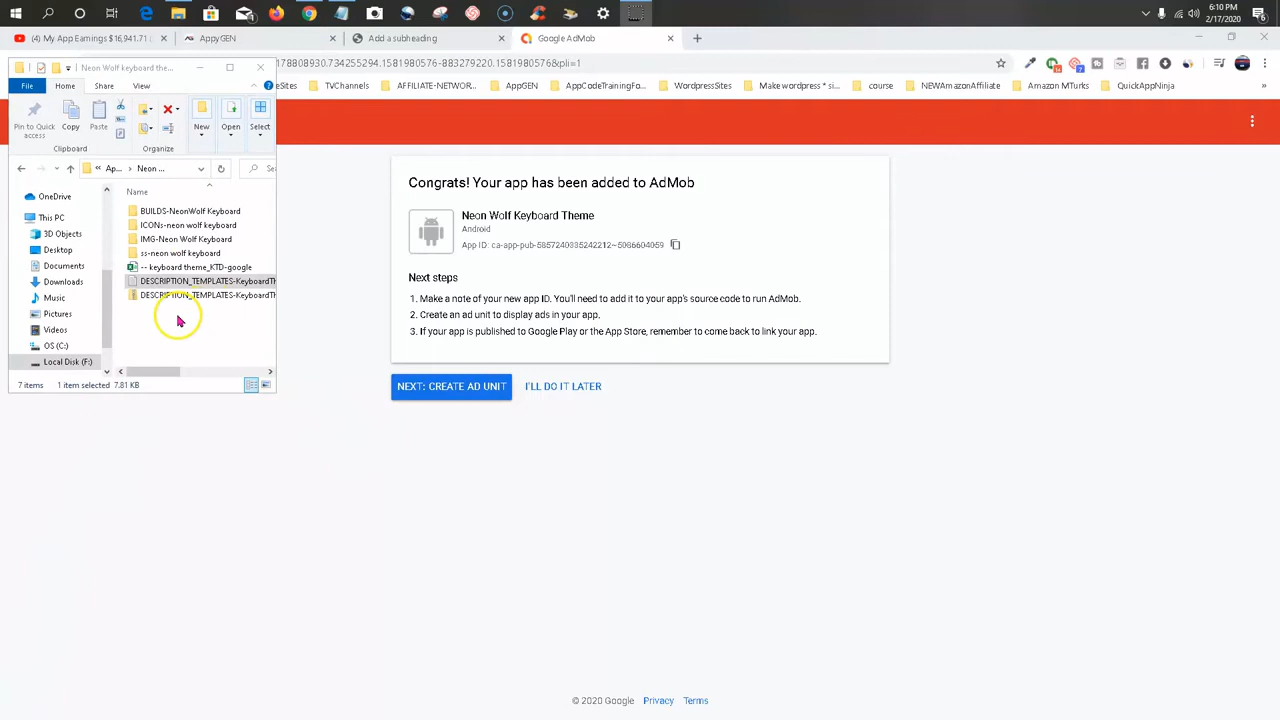 6:10 PM
2/17/2020
(4) My App Earnings $16,941.71 |
AppyGEN
Add a subheading
Google AdMob
Neon Wolf keyboard the...
178808930.734255294.1581980576-883279930.1581980576&pli=1
File
Home
Share
View
eSites
TVChannels
AFFILIATE-NETWOR...
AppGEN
AppCodeTrainingFo...
WordpressSites
Make wordpress * si...
course
NEWAmazonAffiliate
Amazon MTurks
QuickAppNinja
»
Pin to Quick access
Copy
Paste
New
Open
Select
Clipboard
Organize
« Ap... › Neon ...
Name
OneDrive
This PC
3D Objects
Desktop
Documents
Downloads
Music
Pictures
Videos
OS (C:)
Local Disk (F:)
BUILDS-NeonWolf Keyboard
ICONs-neon wolf keyboard
IMG-Neon Wolf Keyboard
ss-neon wolf keyboard
-- keyboard theme_KTD-google
DESCRIPTION_TEMPLATES-KeyboardTh
DESCRIPTION_TEMPLATES-KeyboardTh
7 items
1 item selected 7.81 KB
Congrats! Your app has been added to AdMob
Neon Wolf Keyboard Theme
Android
App ID: ca-app-pub-5857240335242212~5986604059
Next steps
1. Make a note of your new app ID. You'll need to add it to your app's source code to run AdMob.
2. Create an ad unit to display ads in your app.
3. If your app is published to Google Play or the App Store, remember to come back to link your app.
NEXT: CREATE AD UNIT
I'LL DO IT LATER
© 2020 Google
Privacy
Terms